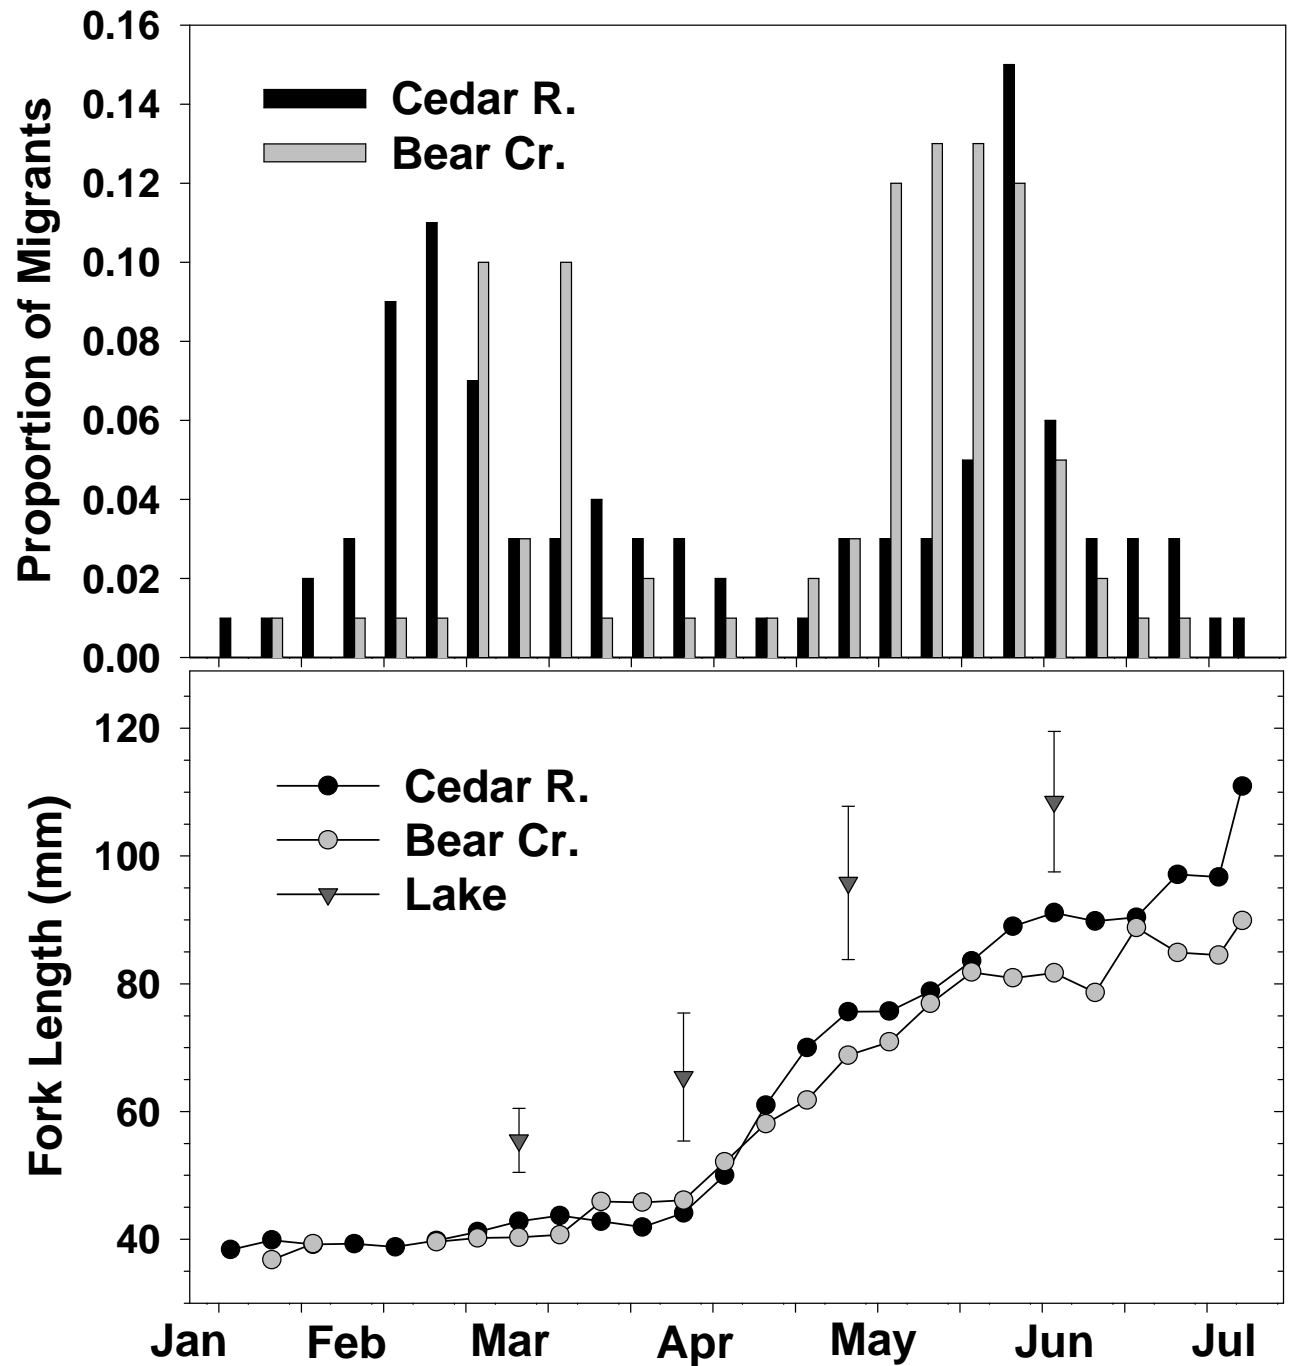 0.16
0.14
0.12
0.10
0.08
0.06
0.04
0.02
0.00
Proportion of Migrants
Cedar R.
Bear Cr.
120
100
80
60
40
Fork Length (mm)
Cedar R.
Bear Cr.
Lake
Jan Feb Mar Apr May Jun Jul